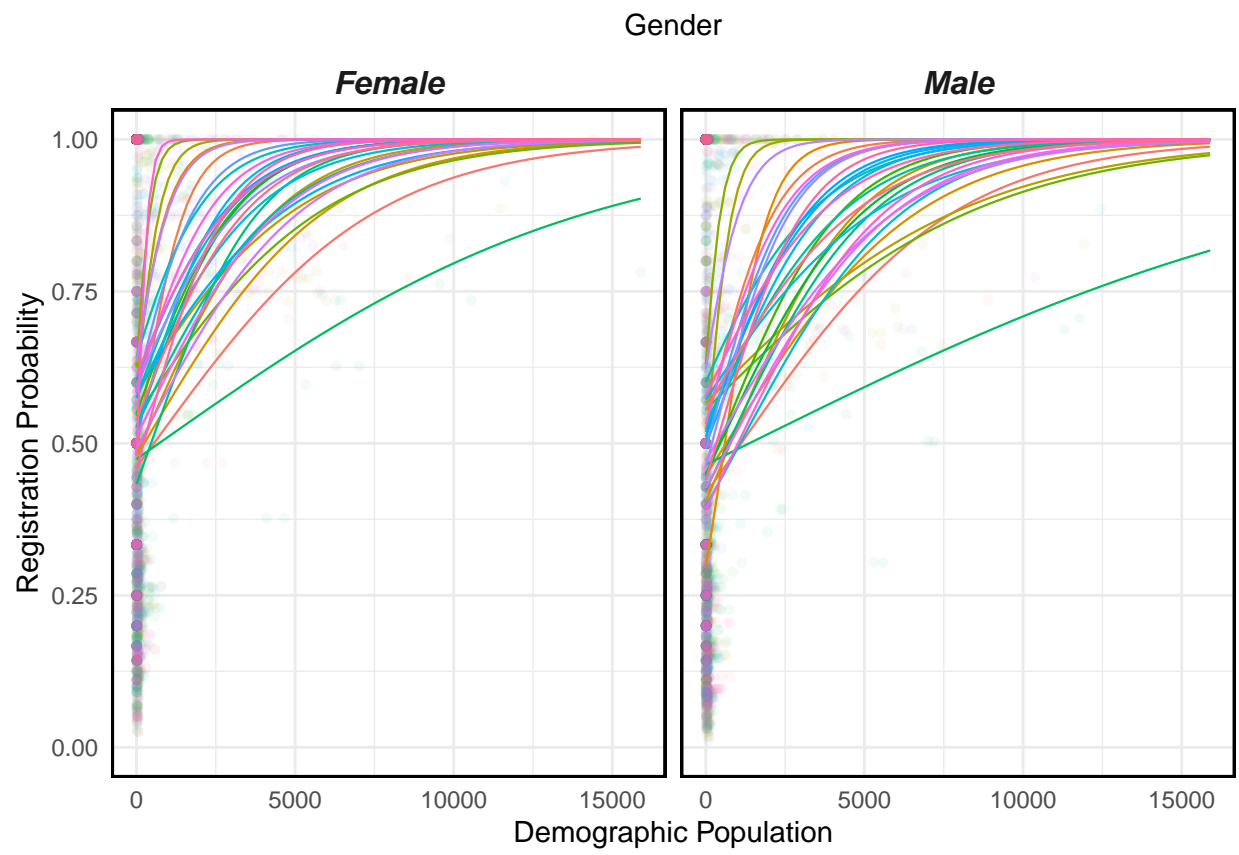 Gender
Female Male
Registration Probability
1.00
0.75
0.50
0.25
0.00
0 5000 10000 15000 0 5000 10000 15000
Demographic Population